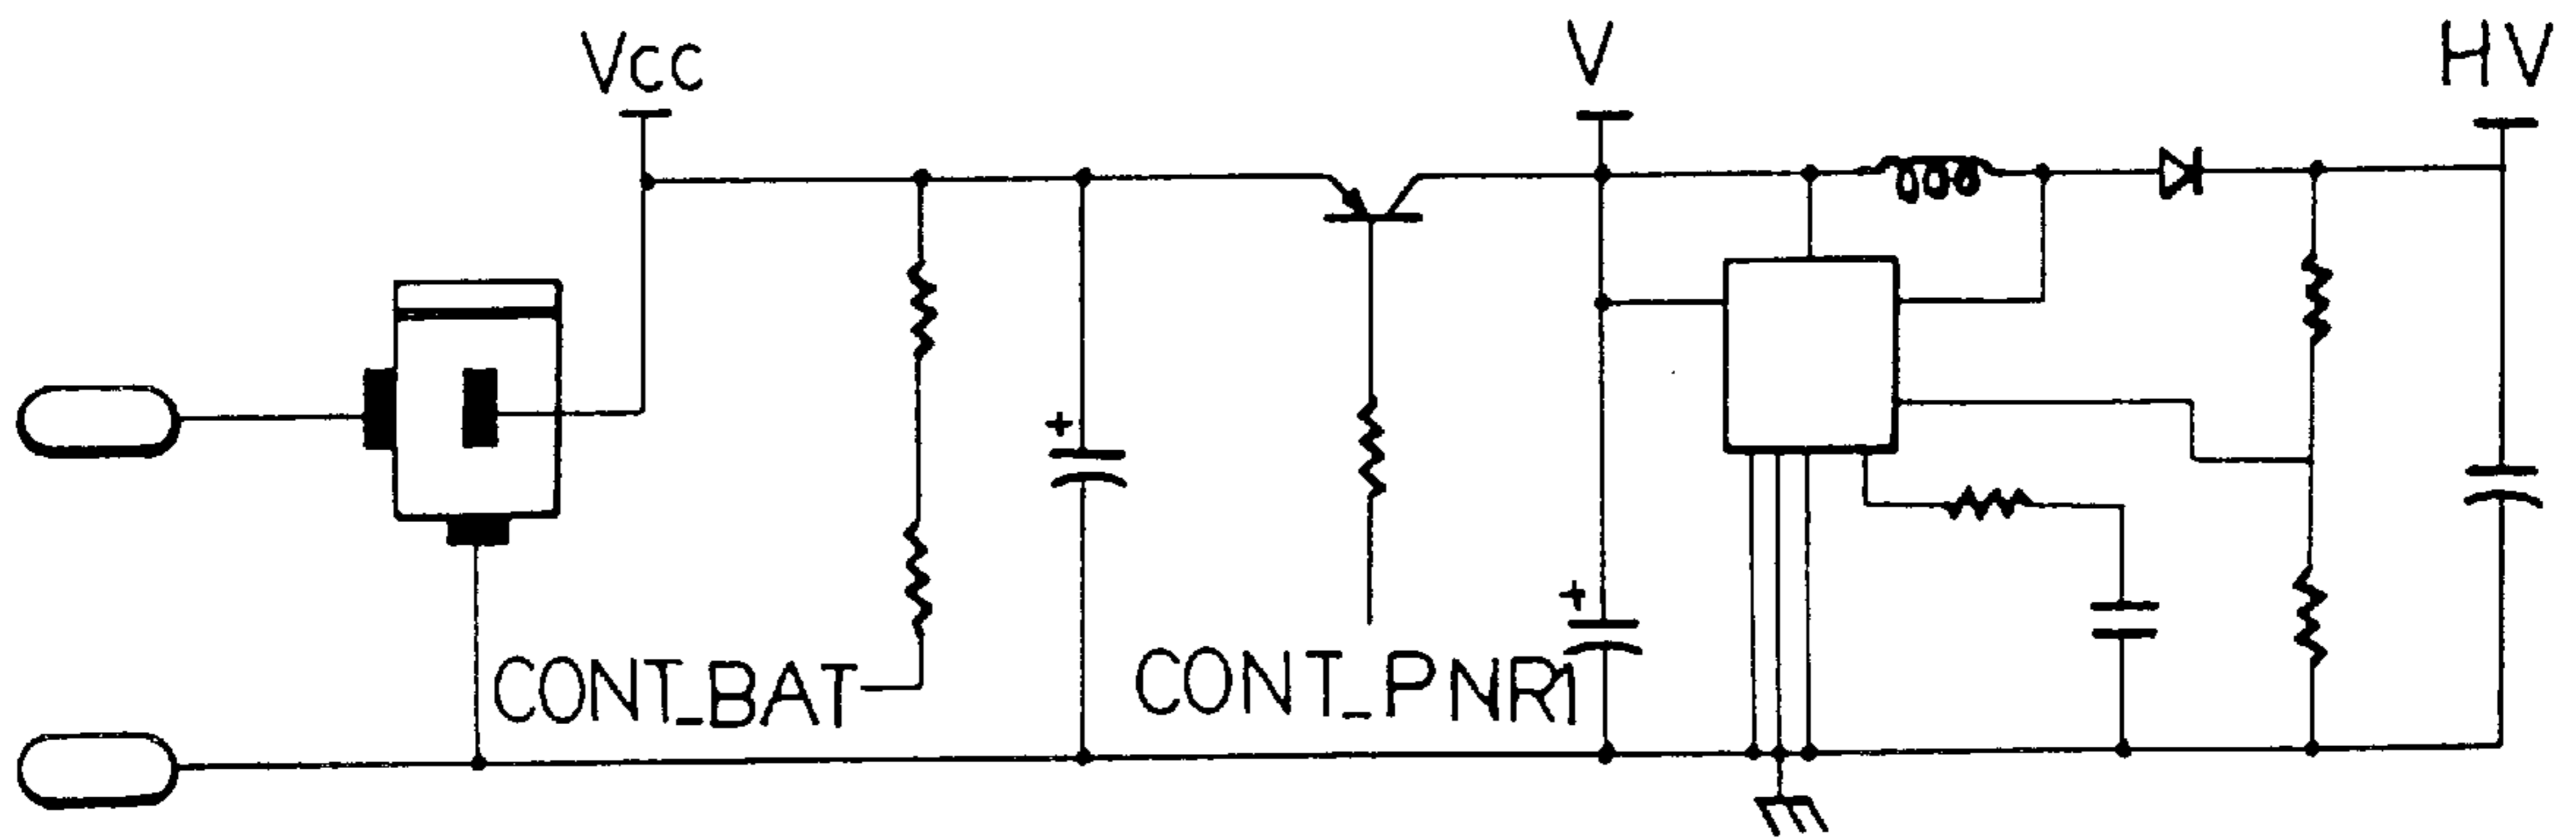 Vcc
V
HV
+
+
CONT_BAT
CONT_PNR1